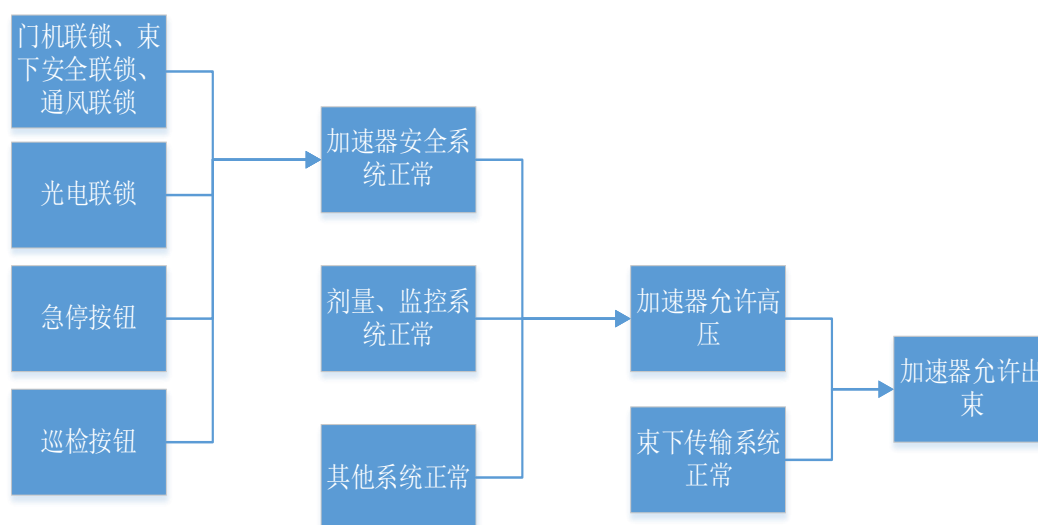 门机联锁、束
下安全联锁、
通风联锁
光电联锁
急停按钮
巡检按钮
加速器安全系
统正常
剂量、监控系
统正常
其他系统正常
加速器允许高
压
束下传输系统
正常
加速器允许出
束